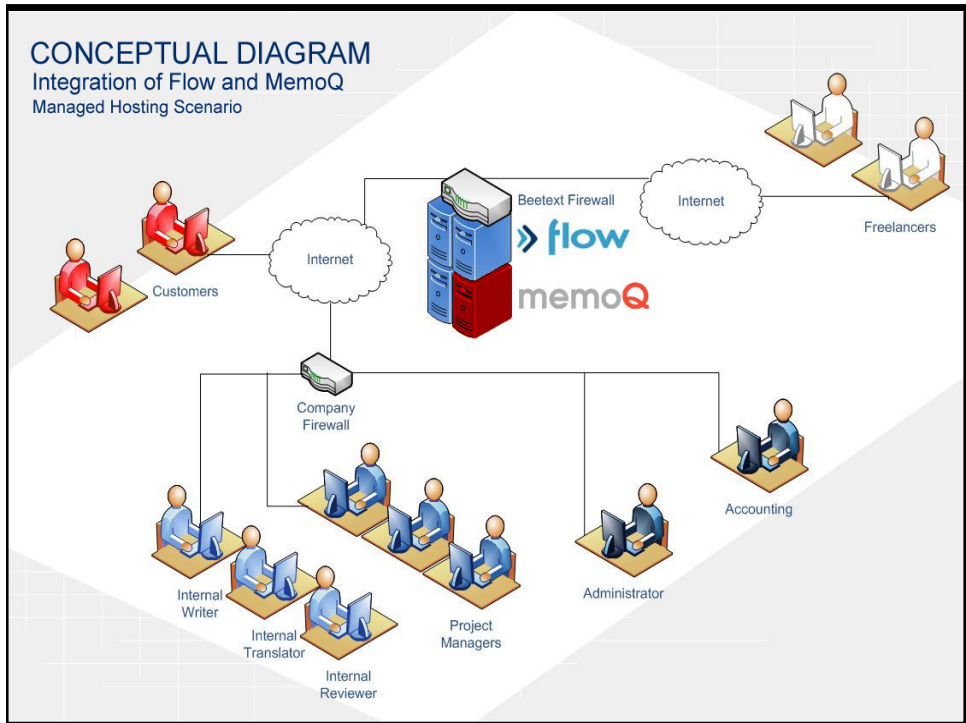 CONCEPTUAL DIAGRAM
Integration of Flow and MemoQ
Managed Hosting Scenario
Beetext Firewall
Internet
flow
Freelancers
Internet
Customers
memoQ
Company
Firewall
Accounting
Internal
Writer
Administrator
Project
Managers
Internal
Translator
Internal
Reviewer